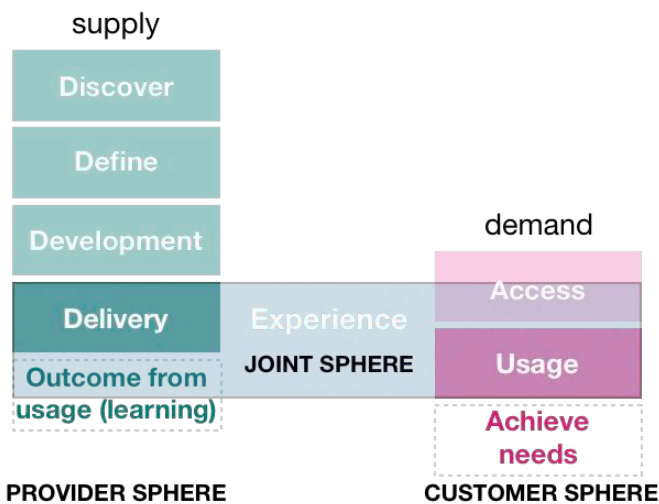 supply
Discover
Define
Development
demand
Access
Delivery
Experience
JOINT SPHERE
Usage
Outcome from
usage (learning)
Achieve
needs
PROVIDER SPHERE
CUSTOMER SPHERE